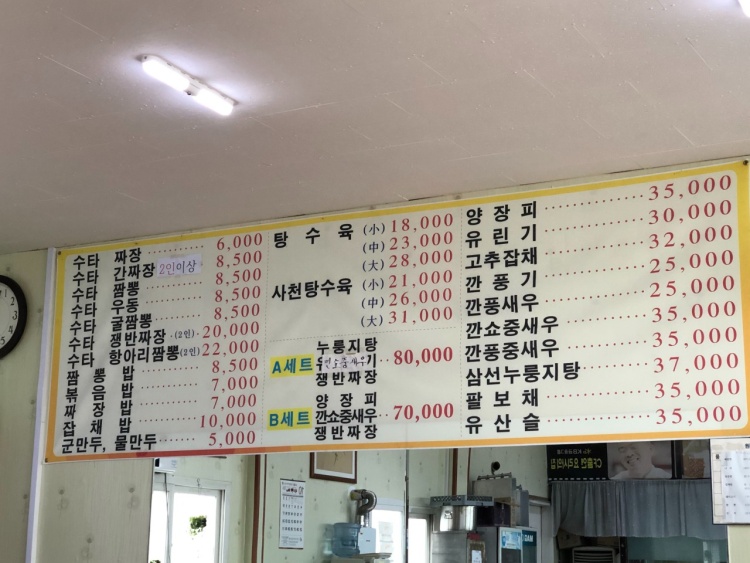 수타 짜장 6,000
수타 간짜장 2인이상 8,500
수타 짬뽕 8,500
수타 우동 8,500
수타 굴짬뽕 8,500
수타 쟁반짜장 (2인) 20,000
수타 항아리짬뽕 (2인) 22,000
짬 뽕 밥 8,500
볶 음 밥 7,000
짜 장 밥 7,000
잡 채 밥 10,000
군만두, 물만두 5,000
탕 수 육 (小) 18,000
(中) 23,000
(大) 28,000
사천탕수육 (小) 21,000
(中) 26,000
(大) 31,000
누룽지탕
A세트 80,000
쟁반짜장
양 장 피
B세트 깐쇼중새우 70,000
쟁반짜장
양 장 피 35,000
유 린 기 30,000
고추잡채 32,000
깐 풍 기 25,000
깐풍새우 25,000
깐쇼중새우 35,000
깐풍중새우 35,000
삼선누룽지탕 37,000
팔 보 채 35,000
유 산 슬 35,000